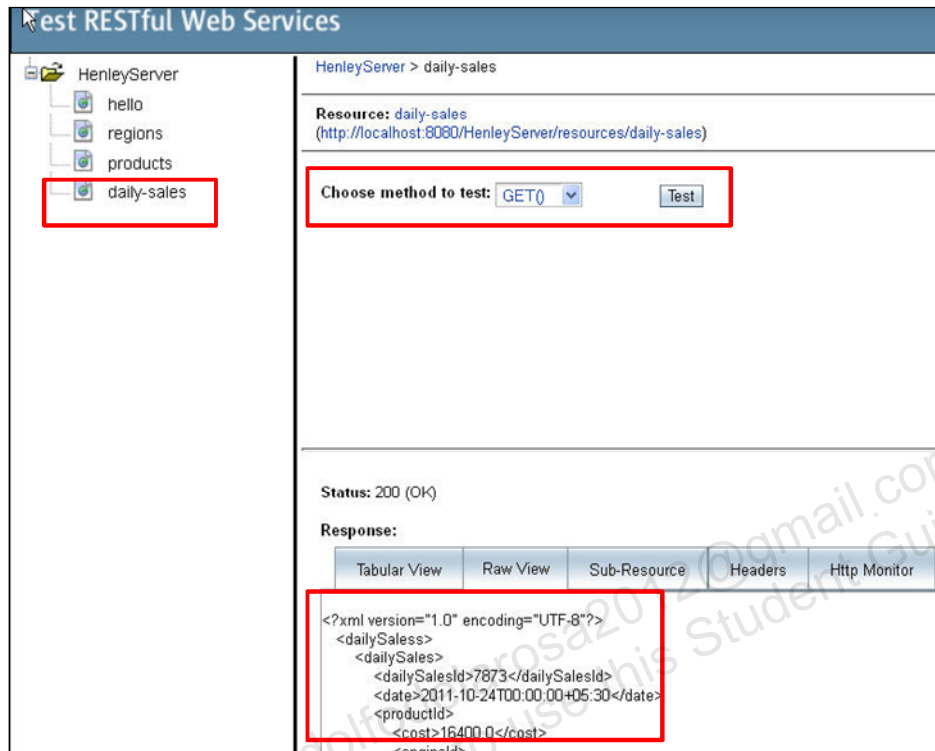 Test RESTful Web Services
HenleyServer
hello
regions
products
daily-sales
HenleyServer > daily-sales
Resource: daily-sales
(http://localhost:8080/HenleyServer/resources/daily-sales)
Choose method to test: GET() Test
Status: 200 (OK)
Response:
Tabular View Raw View Sub-Resource Headers Http Monitor
<?xml version="1.0" encoding="UTF-8"?>
<dailySaless>
<dailySales>
<dailySalesId>7873</dailySalesId>
<date>2011-10-24T00:00:00+05:30</date>
<productId>
<cost>16400.0</cost>